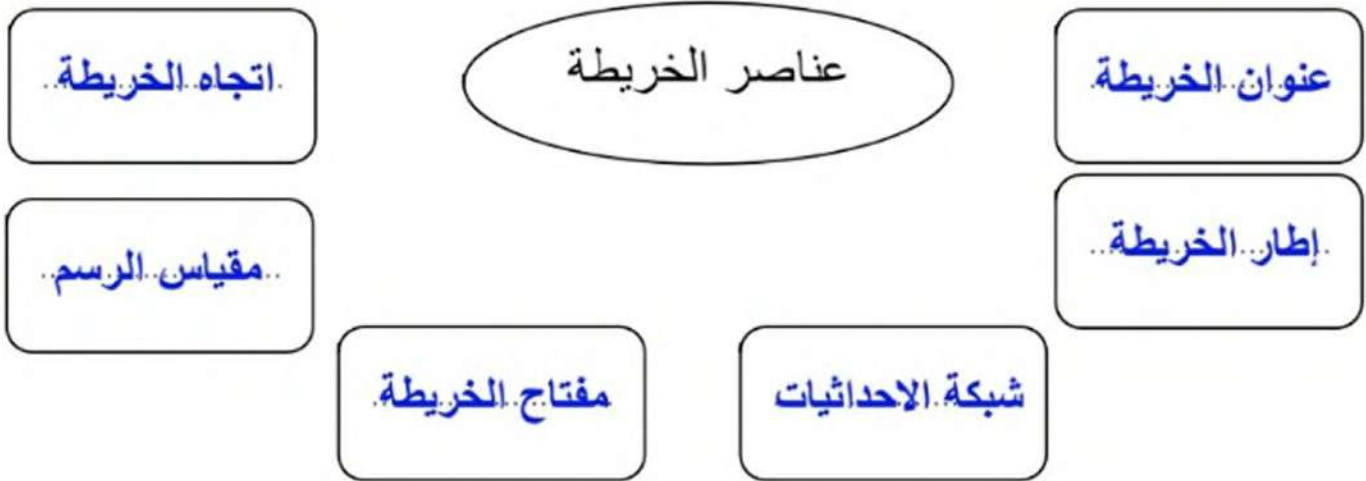 عناصر الخريطة
عنوان الخريطة
اتجاه الخريطة
إطار الخريطة
مقياس الرسم
شبكة الاحداثيات
مفتاح الخريطة